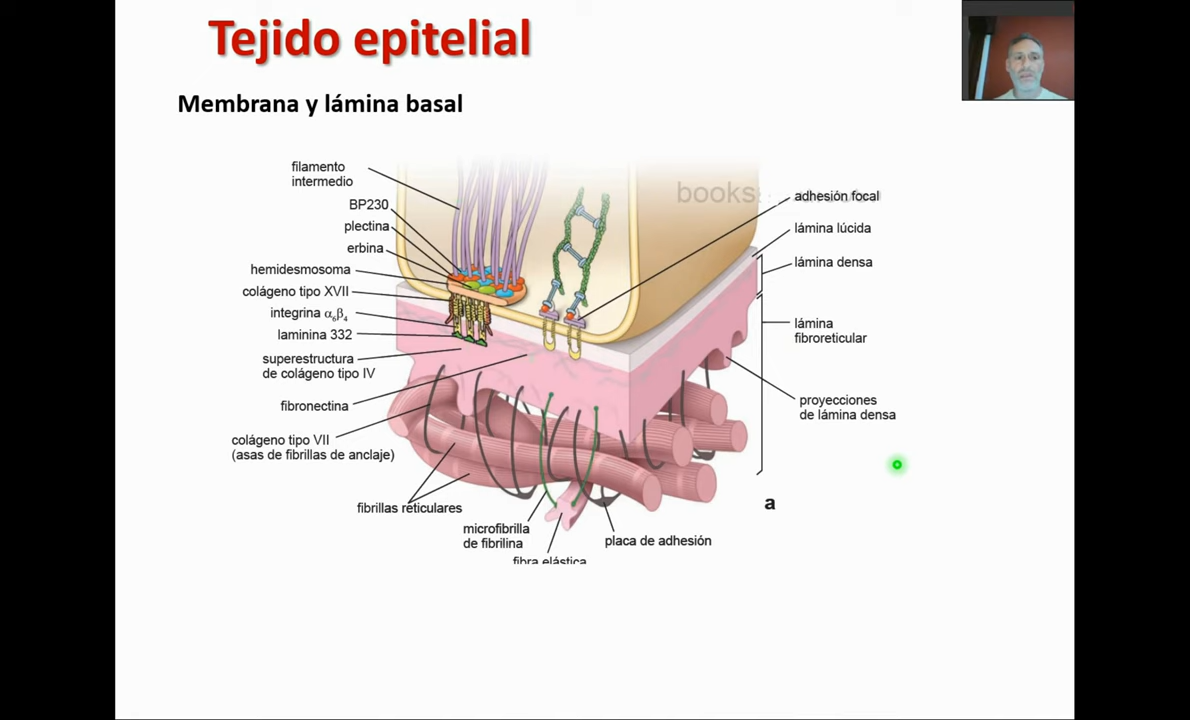 Tejido epitelial
Membrana y lámina basal
filamento
intermedio
BP230
plectina
erbina
hemidesmosoma
colágeno tipo XVII
integrina α₆β₄
laminina 332
superestructura
de colágeno tipo IV
fibronectina
colágeno tipo VII
(asas de fibrillas de anclaje)
fibrillas reticulares
microfibrilla
de fibrilina
fibra elástica
placa de adhesión
books
adhesión focal
lámina lúcida
lámina densa
lámina
fibroreticular
proyecciones
de lámina densa
a